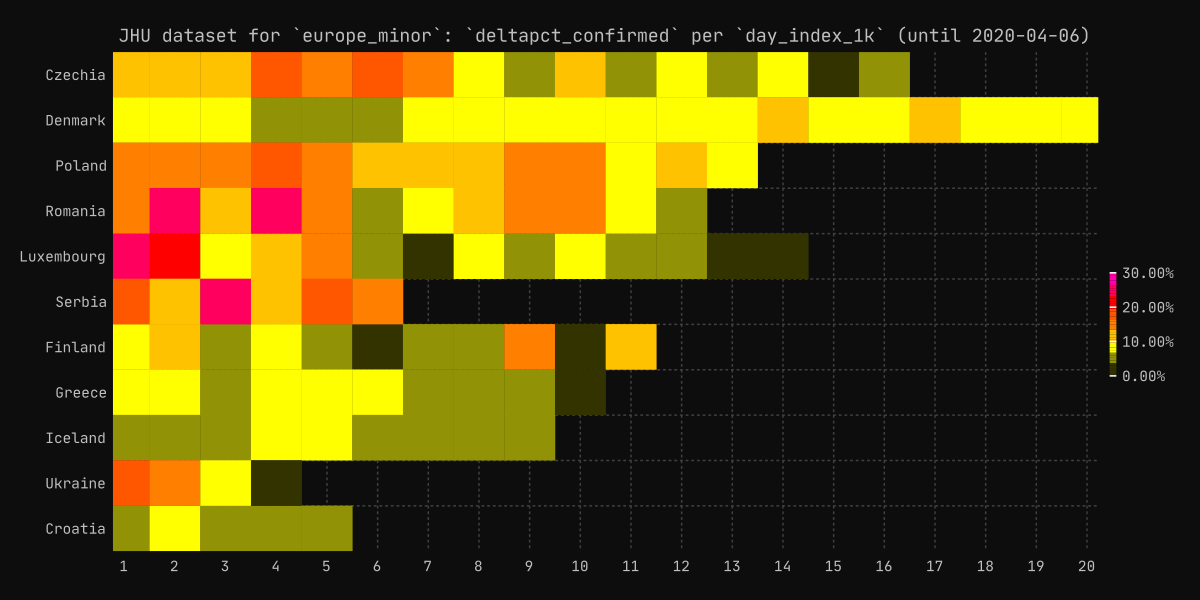 JHU dataset for `europe_minor`: `deltapct_confirmed` per `day_index_1k` (until 2020-04-06)
Czechia
Denmark
Poland
Romania
Luxembourg
Serbia
Finland
Greece
Iceland
Ukraine
Croatia
1 2 3 4 5 6 7 8 9 10 11 12 13 14 15 16 17 18 19 20
30.00%
20.00%
10.00%
0.00%